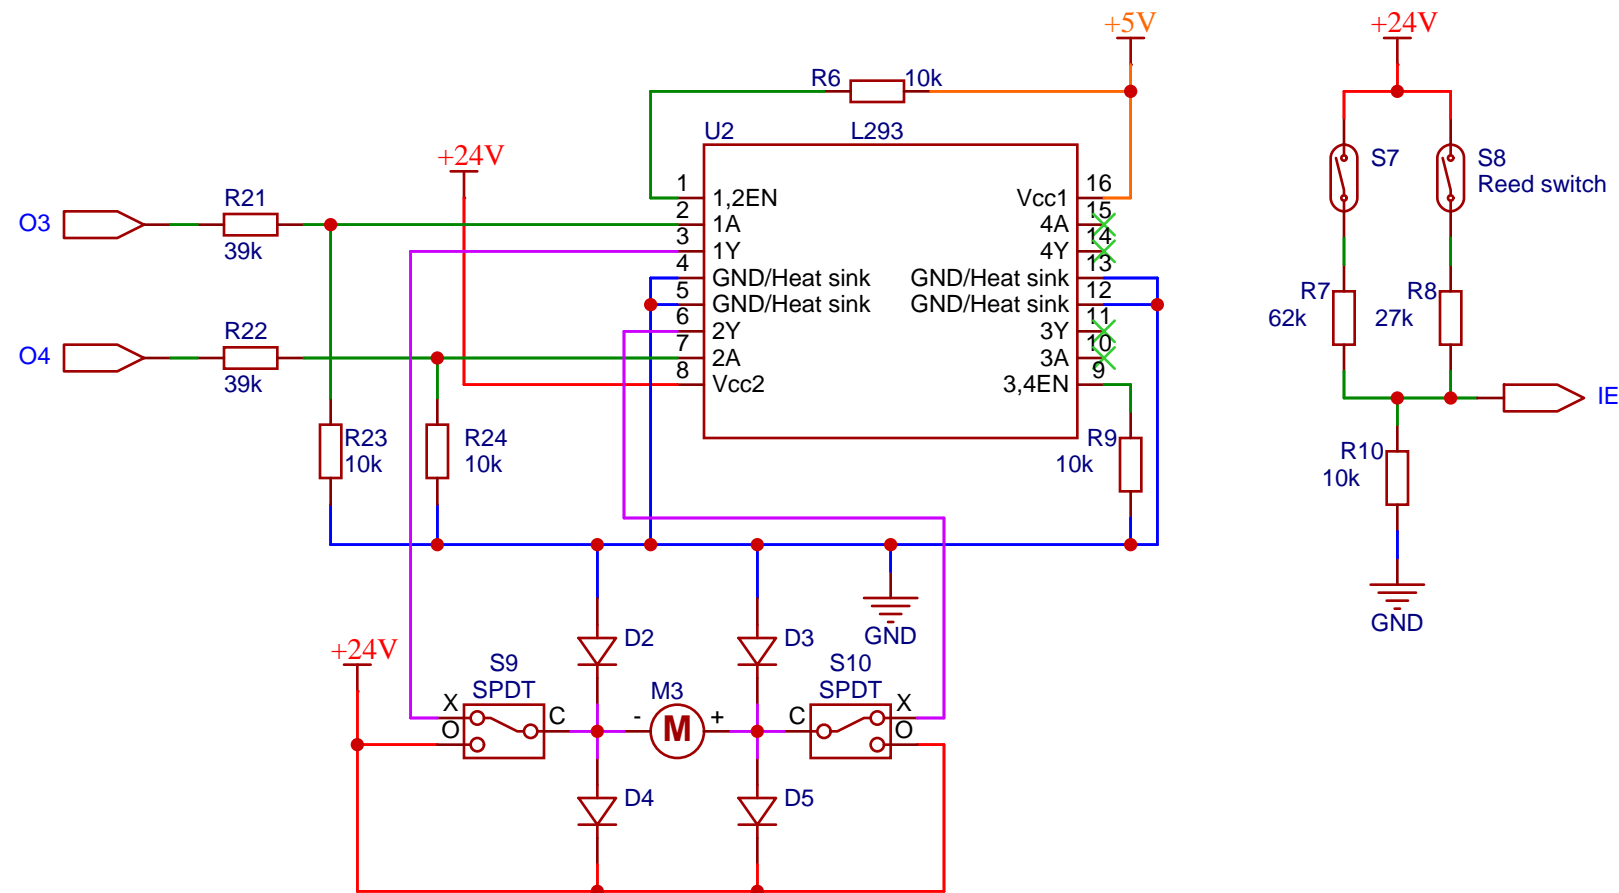 +5V
+24V
R6 10k
U2 L293
+24V
S7
S8
Reed switch
1 1,2EN Vcc1 16
O3 R21 2 1A 4A 15
39k 3 1Y 4Y 14
4 GND/Heat sink GND/Heat sink 13
5 GND/Heat sink GND/Heat sink 12
R7 R8
62k 27k
O4 R22 6 2Y 3Y 11
7 2A 3A 10
39k 8 Vcc2 3,4EN 9
IE
R23
10k
R24
10k
R9
10k
R10
10k
GND
GND
+24V
D2
D3
S9
SPDT
M3
S10
SPDT
X
O
C
-
M
+
C
X
O
D4
D5